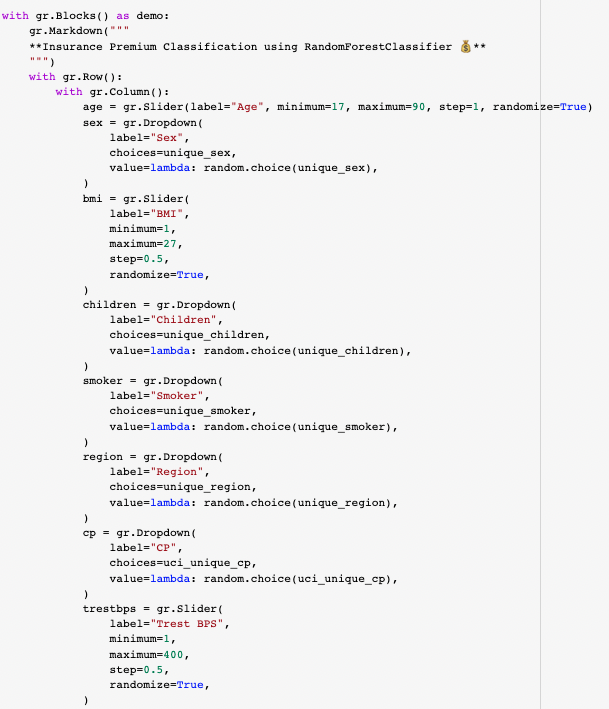 with gr.Blocks() as demo:
    gr.Markdown("""
    **Insurance Premium Classification using RandomForestClassifier 💰**
    """)
    with gr.Row():
        with gr.Column():
            age = gr.Slider(label="Age", minimum=17, maximum=90, step=1, randomize=True)
            sex = gr.Dropdown(
                label="Sex",
                choices=unique_sex,
                value=lambda: random.choice(unique_sex),
            )
            bmi = gr.Slider(
                label="BMI",
                minimum=1,
                maximum=27,
                step=0.5,
                randomize=True,
            )
            children = gr.Dropdown(
                label="Children",
                choices=unique_children,
                value=lambda: random.choice(unique_children),
            )
            smoker = gr.Dropdown(
                label="Smoker",
                choices=unique_smoker,
                value=lambda: random.choice(unique_smoker),
            )
            region = gr.Dropdown(
                label="Region",
                choices=unique_region,
                value=lambda: random.choice(unique_region),
            )
            cp = gr.Dropdown(
                label="CP",
                choices=uci_unique_cp,
                value=lambda: random.choice(uci_unique_cp),
            )
            trestbps = gr.Slider(
                label="Trest BPS",
                minimum=1,
                maximum=400,
                step=0.5,
                randomize=True,
            )